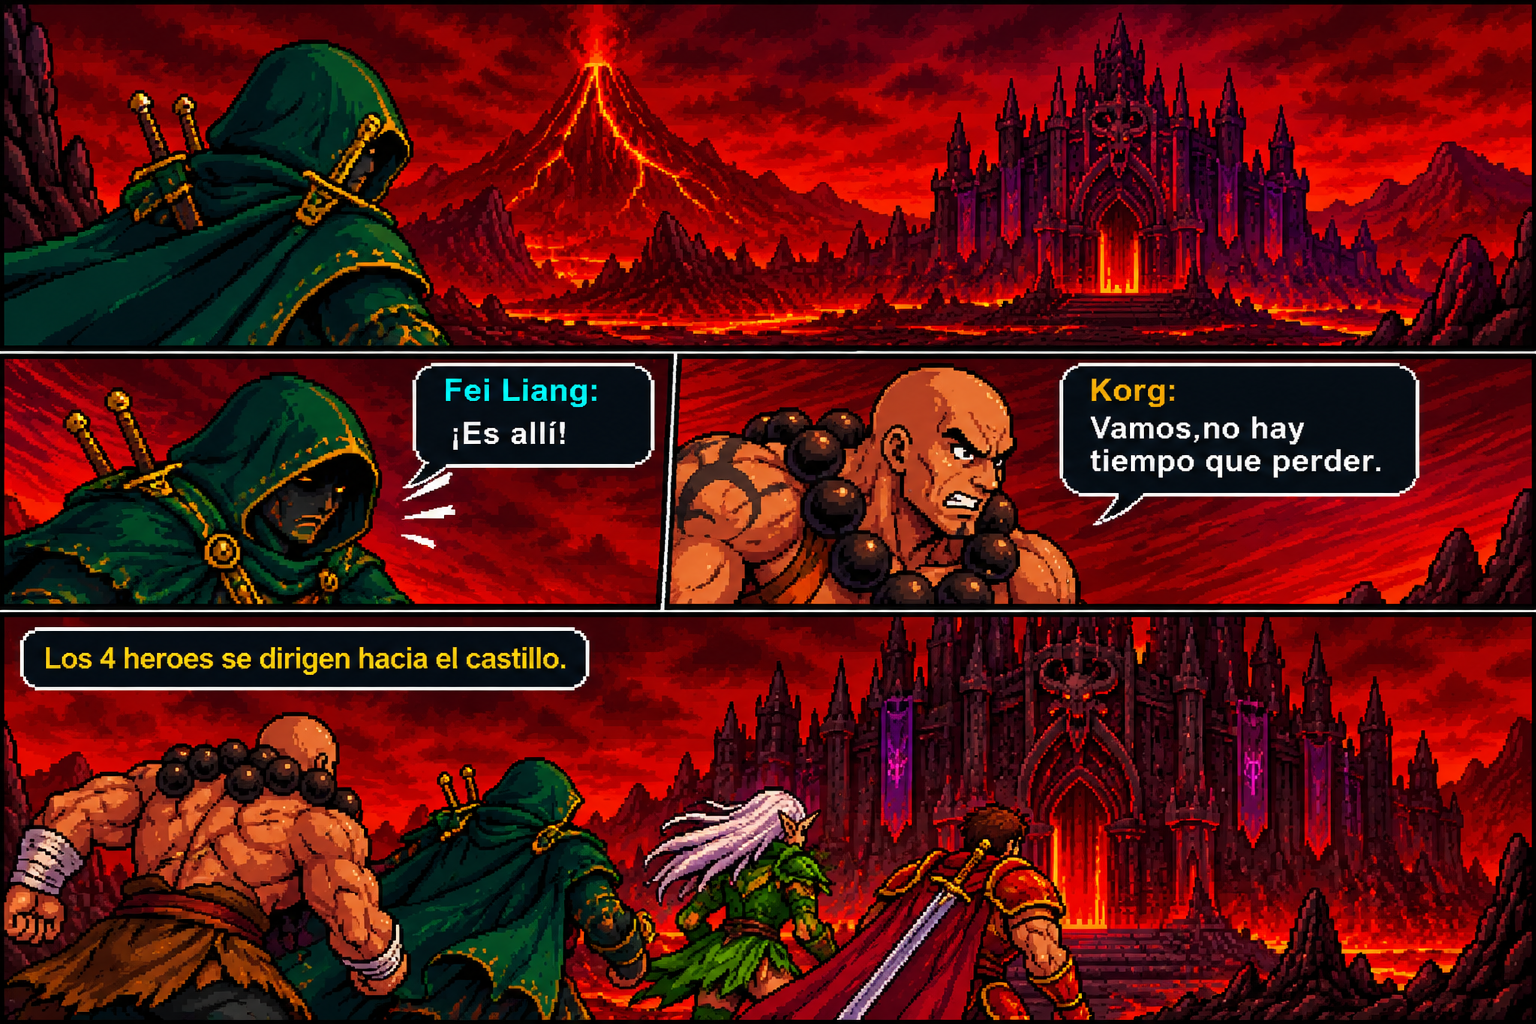 Fei Liang:
¡Es allí!
Korg:
Vamos,no hay
tiempo que perder.
Los 4 heroes se dirigen hacia el castillo.